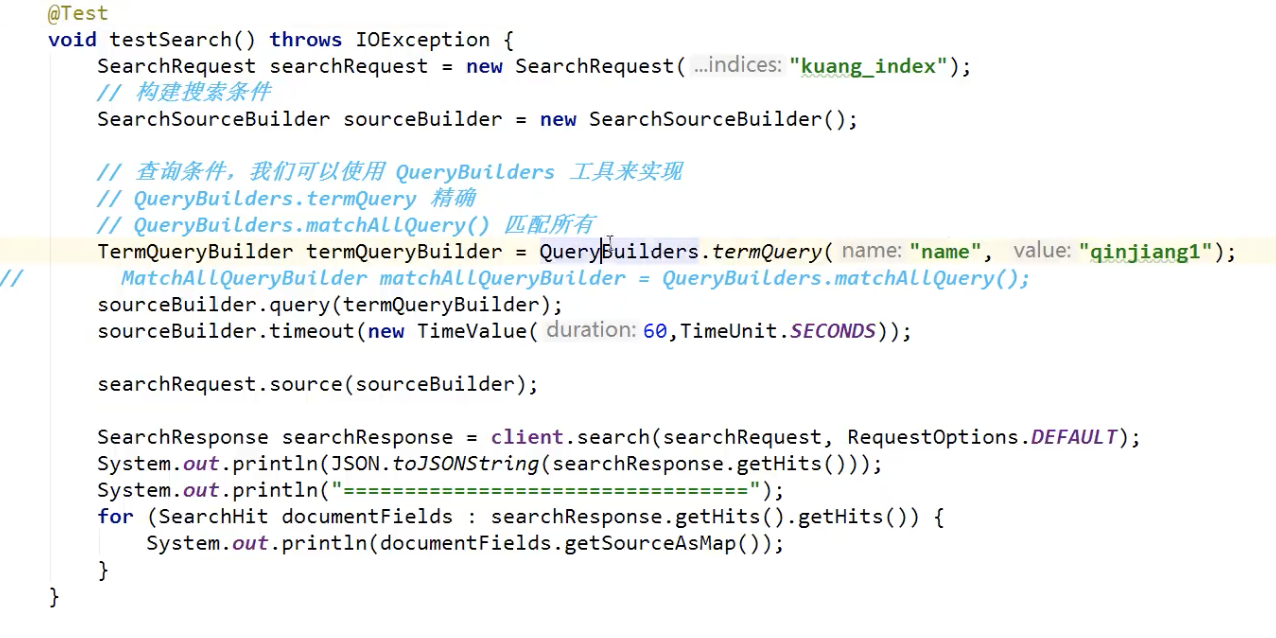 @Test
void testSearch() throws IOException {
SearchRequest searchRequest = new SearchRequest( ...indices: "kuang_index");
// 构建搜索条件
SearchSourceBuilder sourceBuilder = new SearchSourceBuilder();
// 查询条件，我们可以使用 QueryBuilders 工具来实现
// QueryBuilders.termQuery 精确
// QueryBuilders.matchAllQuery() 匹配所有
TermQueryBuilder termQueryBuilder = QueryBuilders.termQuery( name: "name", value: "qinjiang1");
// MatchAllQueryBuilder matchAllQueryBuilder = QueryBuilders.matchAllQuery();
sourceBuilder.query(termQueryBuilder);
sourceBuilder.timeout(new TimeValue( duration: 60,TimeUnit.SECONDS));
searchRequest.source(sourceBuilder);
SearchResponse searchResponse = client.search(searchRequest, RequestOptions.DEFAULT);
System.out.println(JSON.toJSONString(searchResponse.getHits()));
System.out.println("=================================");
for (SearchHit documentFields : searchResponse.getHits().getHits()) {
System.out.println(documentFields.getSourceAsMap());
}
}